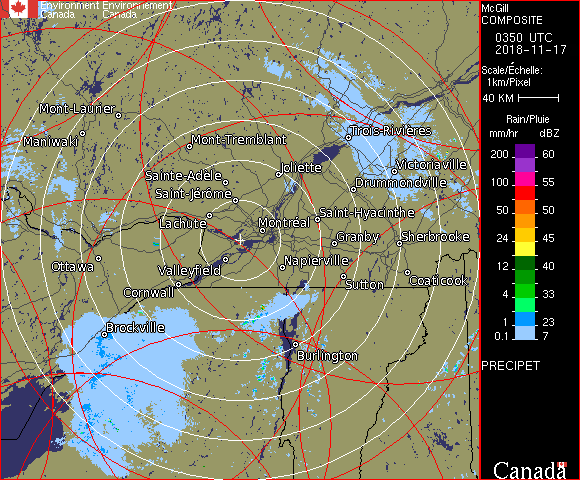 Environment Environnement
Canada Canada
McGill
COMPOSITE
0350 UTC
2018-11-17
Scale/Échelle:
1km/Pixel
40 KM
Rain/Pluie
mm/hr dBZ
200 60
150 55
100 55
50 50
24 45
12 40
4 33
1 23
0.1 7
PRECIPET
Canada
Mont-Laurier
Maniwaki
Mont-Tremblant
Trois-Rivières
Sainte-Adèle
Joliette
Victoriaville
Saint-Jérôme
Drummondville
Lachute
Montréal
Saint-Hyacinthe
Granby
Sherbrooke
Ottawa
Valleyfield
Napierville
Cornwall
Sutton
Coaticook
Brockville
Burlington